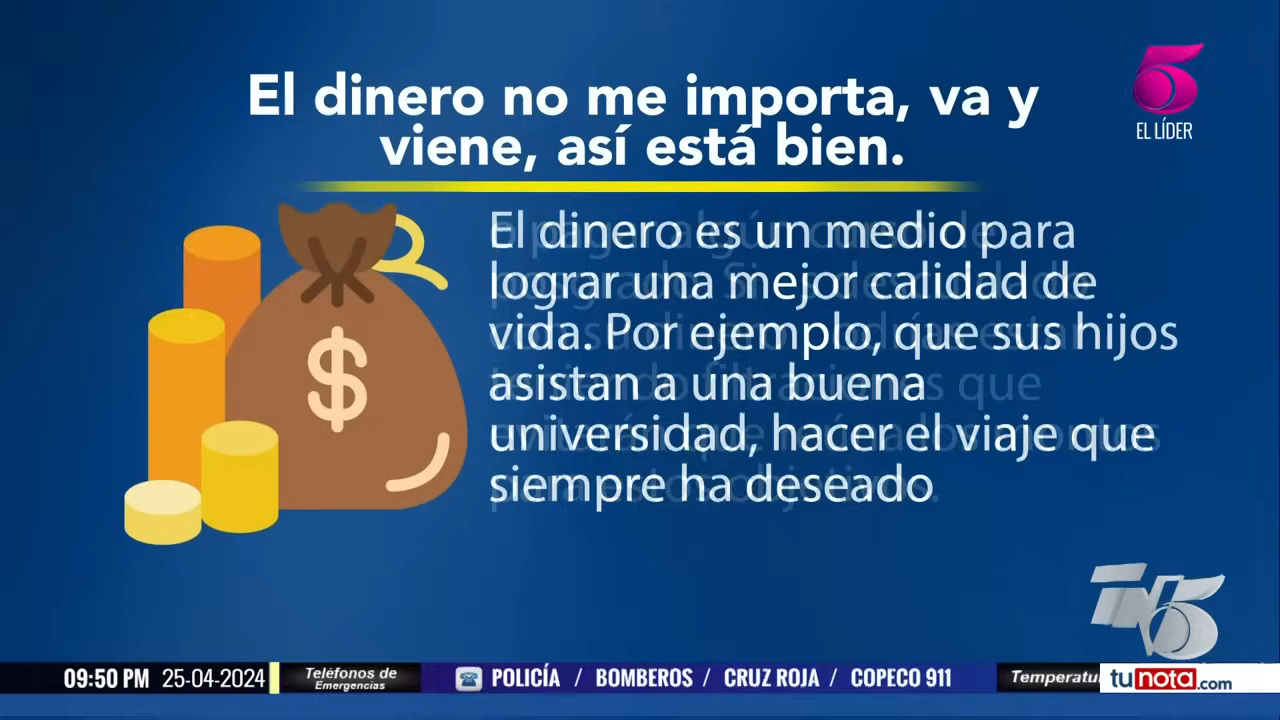 El dinero no me importa, va y
viene, así está bien.
5
EL LÍDER
El dinero es un medio para
lograr una mejor calidad de
vida. Por ejemplo, que sus hijos
asistan a una buena
universidad, hacer el viaje que
siempre ha deseado
$
TN5
09:50 PM 25-04-2024
Teléfonos de
Emergencias
POLICÍA / BOMBEROS / CRUZ ROJA / COPECO 911
tunota.com